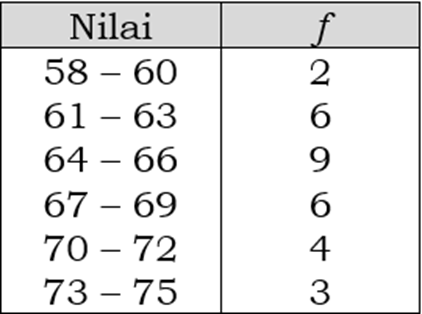 Nilai f
58 – 60 2
61 – 63 6
64 – 66 9
67 – 69 6
70 – 72 4
73 – 75 3